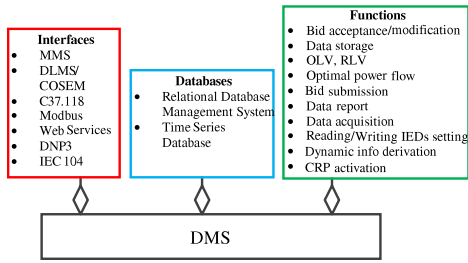 Interfaces
• MMS
• DLMS/
COSEM
• C37.118
• Modbus
• Web Services
• DNP3
• IEC 104
Databases
• Relational Database
Management System
• Time Series
Database
Functions
• Bid acceptance/modification
• Data storage
• OLV, RLV
• Optimal power flow
• Bid submission
• Data report
• Data acquisition
• Reading/Writing IEDs setting
• Dynamic info derivation
• CRP activation
DMS